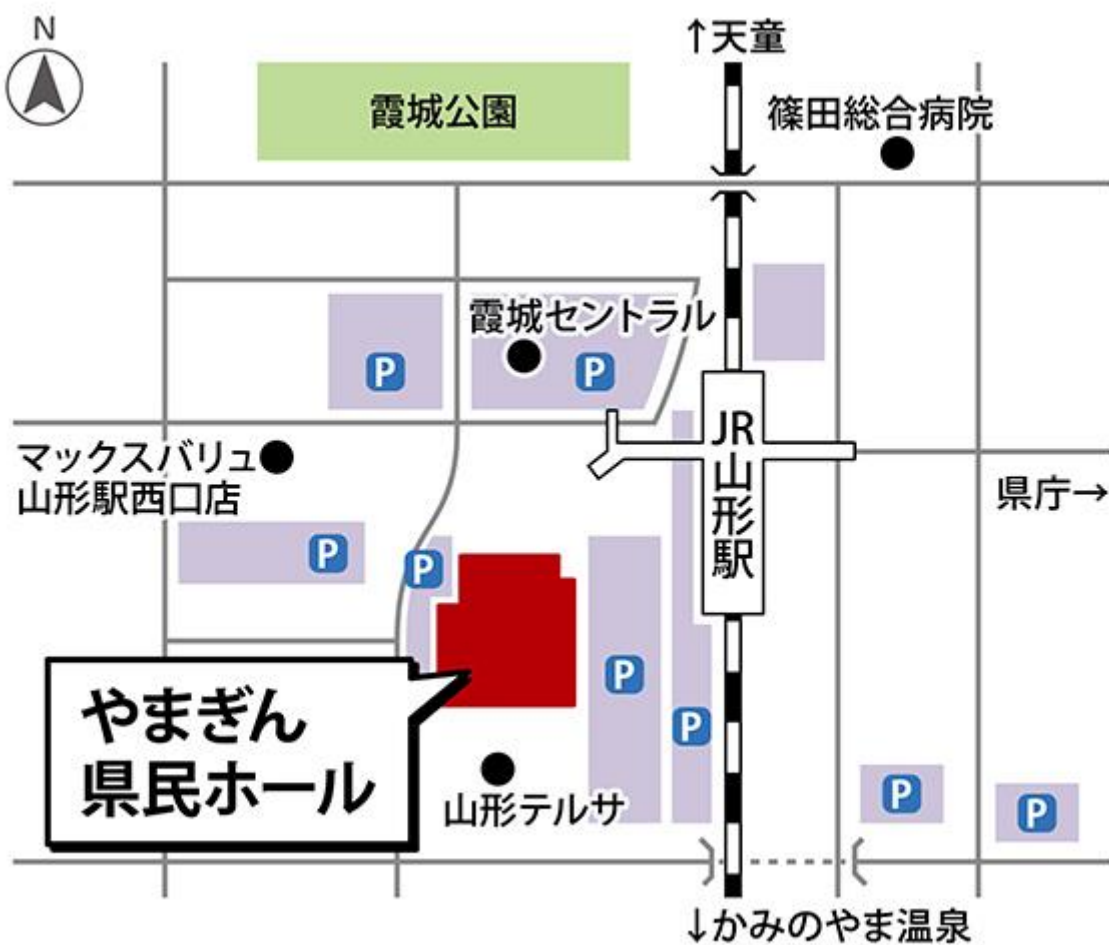 N
↑天童
霞城公園
篠田総合病院
霞城セントラル
P
P
マックスバリュ
山形駅西口店
JR山形駅
県庁→
P
P
P
P
やまぎん
県民ホール
山形テルサ
P
P
↓かみのやま温泉